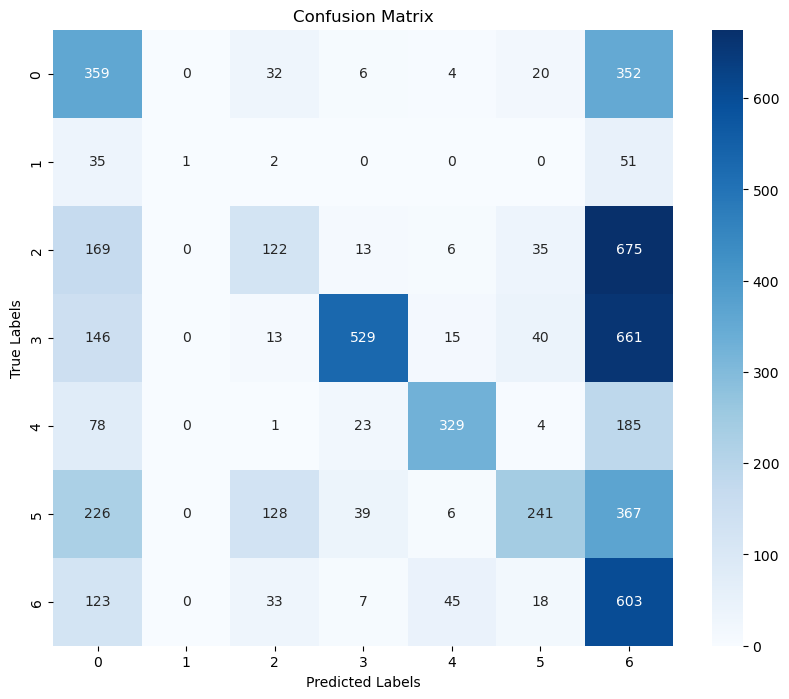 Confusion Matrix
0 359 0 32 6 4 20 352
1 35 1 2 0 0 0 51
2 169 0 122 13 6 35 675
3 146 0 13 529 15 40 661
4 78 0 1 23 329 4 185
5 226 0 128 39 6 241 367
6 123 0 33 7 45 18 603
0 1 2 3 4 5 6
True Labels
Predicted Labels
600
500
400
300
200
100
0